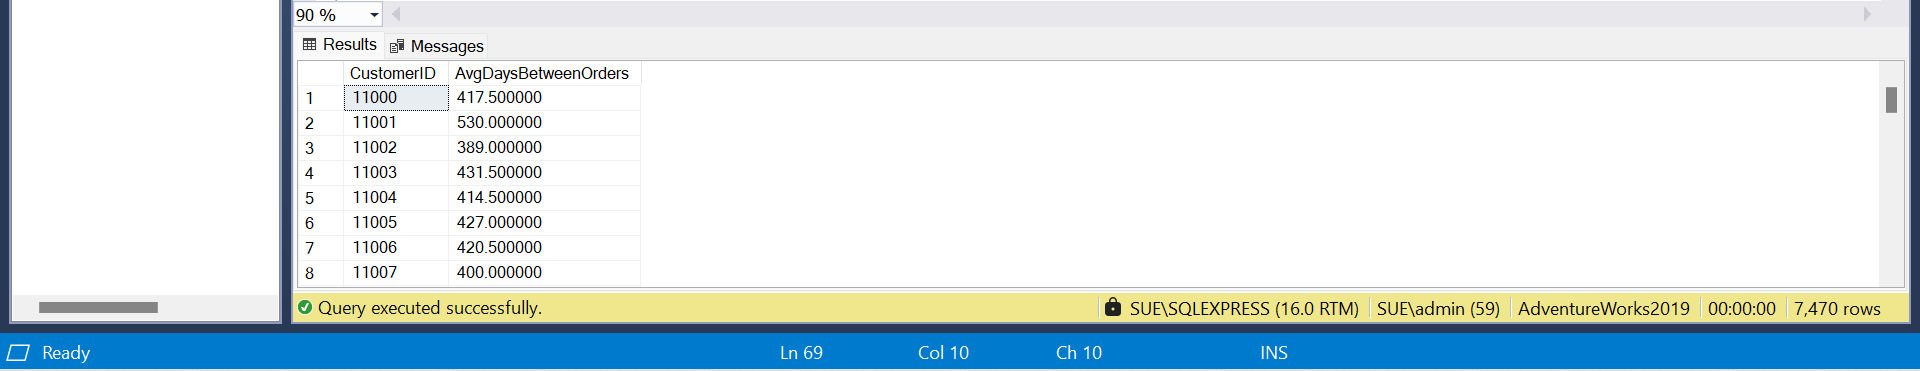 90 %
Results Messages
CustomerID AvgDaysBetweenOrders
1 11000 417.500000
2 11001 530.000000
3 11002 389.000000
4 11003 431.500000
5 11004 414.500000
6 11005 427.000000
7 11006 420.500000
8 11007 400.000000
Query executed successfully. SUE\SQLEXPRESS (16.0 RTM) SUE\admin (59) AdventureWorks2019 00:00:00 7,470 rows
Ready Ln 69 Col 10 Ch 10 INS